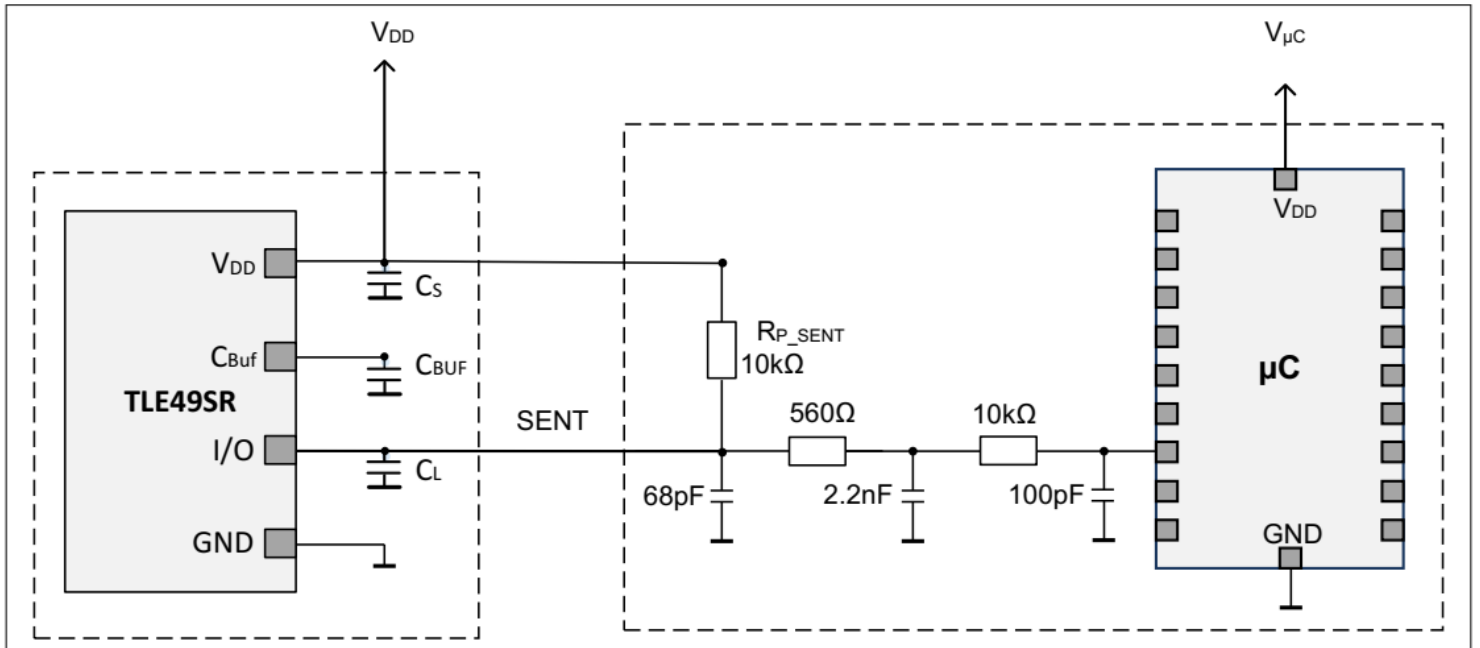 VDD
VµC
VDD
CS
CBuf
CBUF
TLE49SR
I/O
CL
GND
SENT
RP_SENT
10kΩ
560Ω
10kΩ
68pF
2.2nF
100pF
VDD
µC
GND